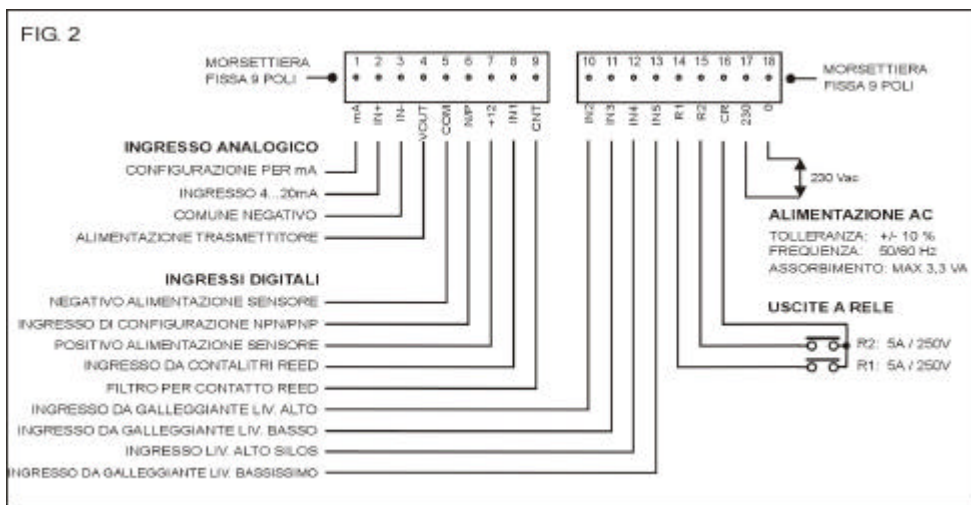 FIG. 2
MORSETTIERA
FISSA 9 POLI
1 2 3 4 5 6 7 8 9
mA IN+ IN- VOUT COM N/P +12 IN1 CNT
10 11 12 13 14 15 16 17 18
IN2 IN3 IN4 IN5 R1 R2 CR 230 0
MORSETTIERA
FISSA 9 POLI
INGRESSO ANALOGICO
CONFIGURAZIONE PER mA
INGRESSO 4...20mA
COMUNE NEGATIVO
ALIMENTAZIONE TRASMETTITORE
INGRESSI DIGITALI
NEGATIVO ALIMENTAZIONE SENSORE
INGRESSO DI CONFIGURAZIONE NPN/PNP
POSITIVO ALIMENTAZIONE SENSORE
INGRESSO DA CONTALITRI REED
FILTRO PER CONTATTO REED
INGRESSO DA GALLEGGIANTE LIV. ALTO
INGRESSO DA GALLEGGIANTE LIV. BASSO
INGRESSO LIV. ALTO SILOS
INGRESSO DA GALLEGGIANTE LIV. BASSISSIMO
230 Vac
ALIMENTAZIONE AC
TOLLERANZA: +/- 10 %
FREQUENZA: 50/60 Hz
ASSORBIMENTO: MAX 3,3 VA
USCITE A RELE
R2: 5A / 250V
R1: 5A / 250V